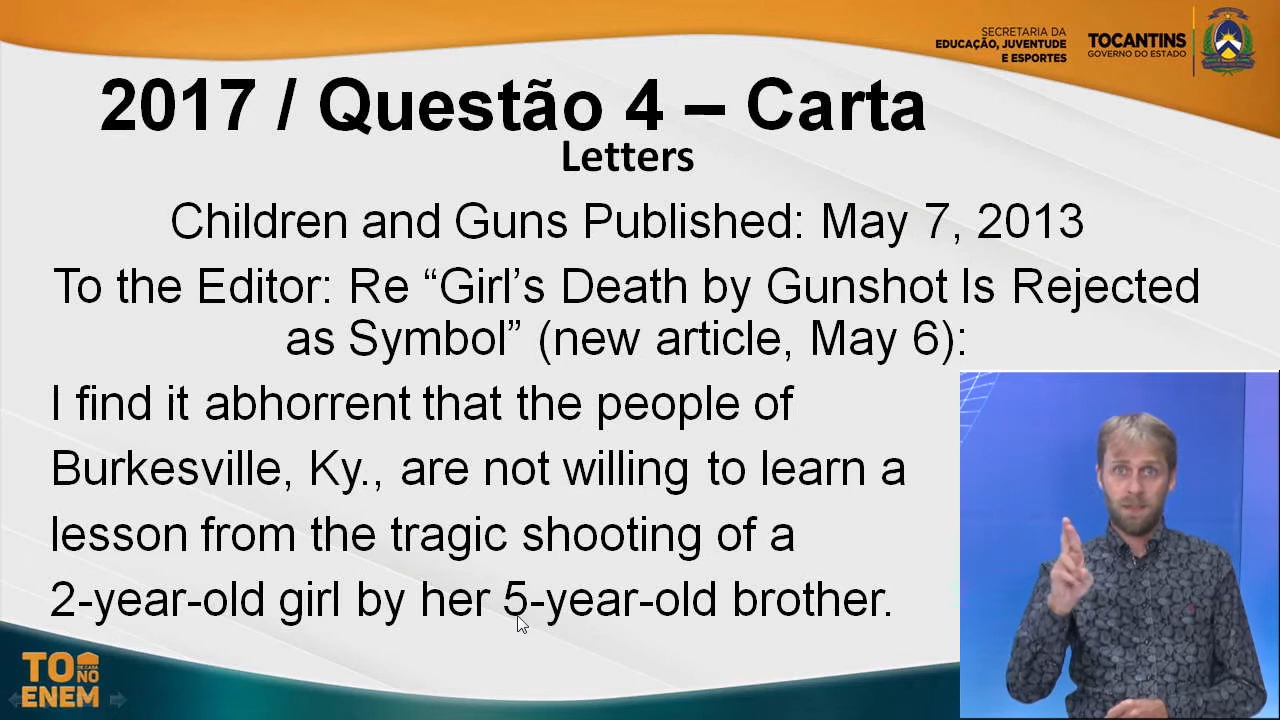 SECRETARIA DA
EDUCAÇÃO, JUVENTUDE
E ESPORTES
TOCANTINS
GOVERNO DO ESTADO
2017 / Questão 4 – Carta
Letters
Children and Guns Published: May 7, 2013
To the Editor: Re “Girl’s Death by Gunshot Is Rejected
as Symbol” (new article, May 6):
I find it abhorrent that the people of
Burkesville, Ky., are not willing to learn a
lesson from the tragic shooting of a
2-year-old girl by her 5-year-old brother.
TO DE CASA
NO
ENEM